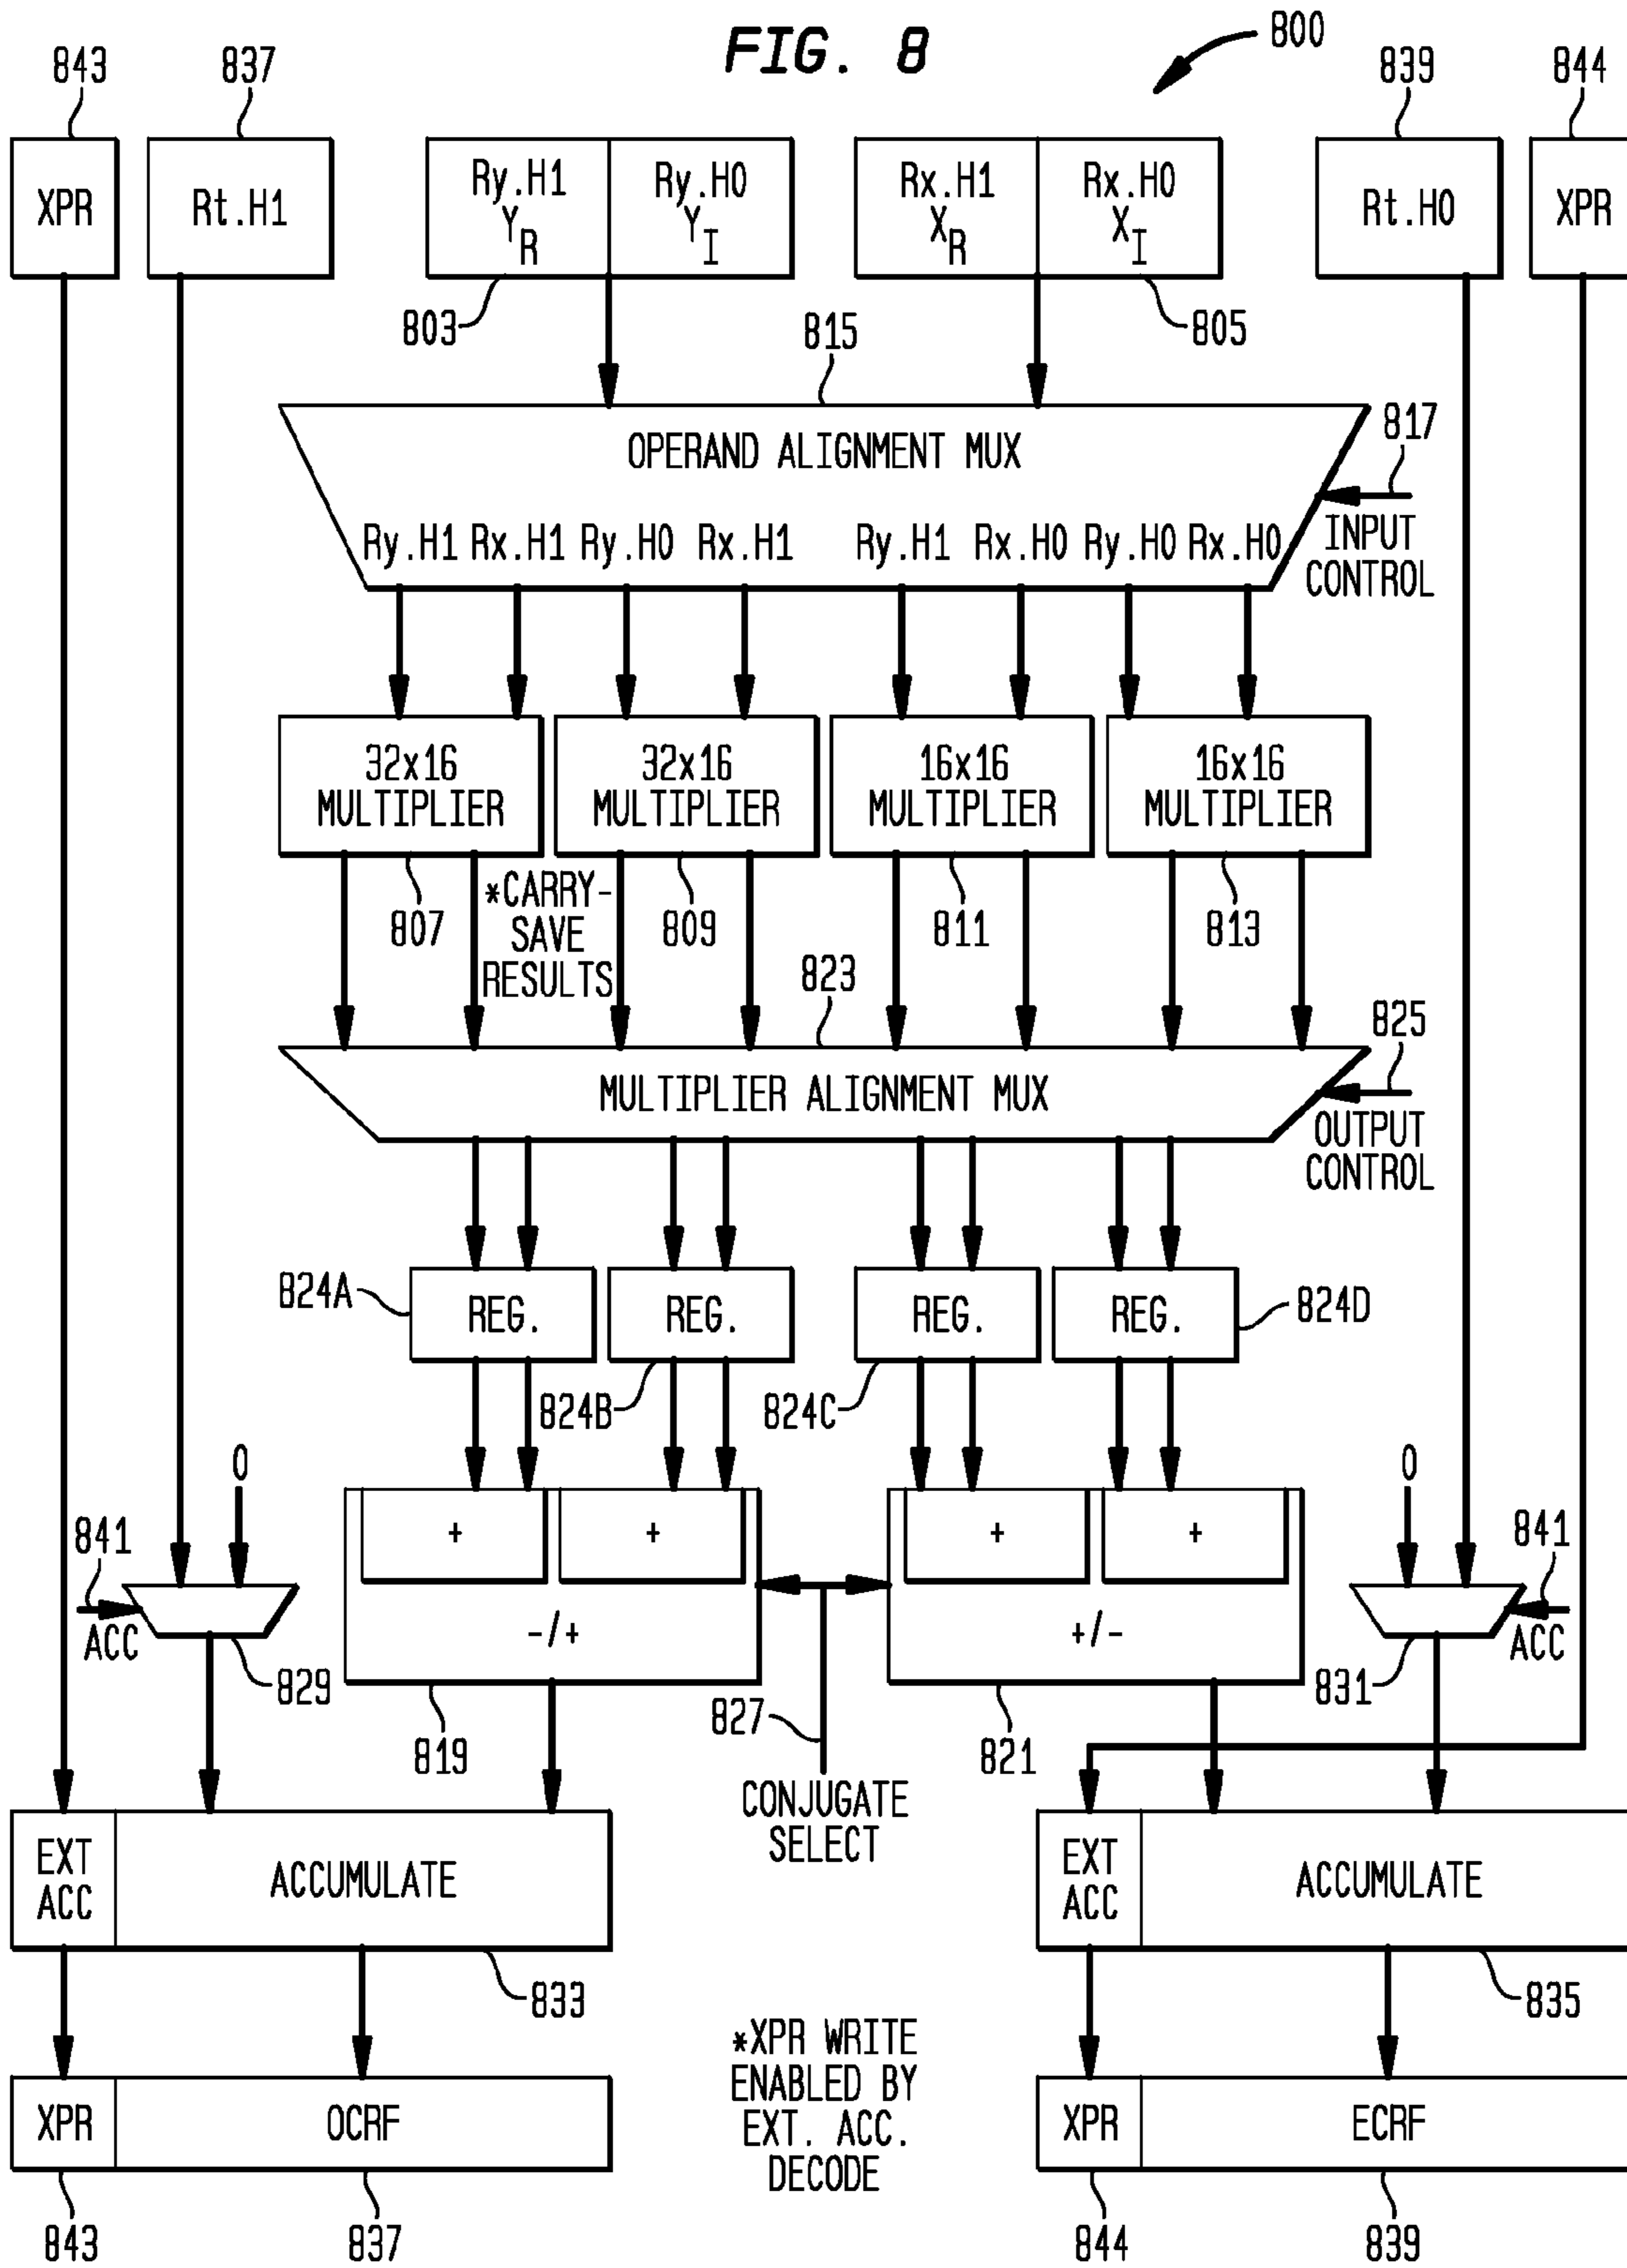 FIG. 8
800
843
837
839
844
XPR
Rt.H1
Ry.H1
Y
R
Ry.H0
Y
I
Rx.H1
X
R
Rx.H0
X
I
Rt.H0
XPR
803
815
805
OPERAND ALIGNMENT MUX
817
INPUT
CONTROL
Ry.H1 Rx.H1 Ry.H0 Rx.H1 Ry.H1 Rx.H0 Ry.H0 Rx.H0
32x16
MULTIPLIER
32x16
MULTIPLIER
16x16
MULTIPLIER
16x16
MULTIPLIER
807
*CARRY-
SAVE
RESULTS
809
811
813
823
825
MULTIPLIER ALIGNMENT MUX
OUTPUT
CONTROL
824A
REG.
REG.
REG.
REG.
824D
824B
824C
0
0
841
ACC
+
+
-/+
+
+
+/-
841
ACC
829
831
819
827
821
CONJUGATE
SELECT
EXT
ACC
ACCUMULATE
EXT
ACC
ACCUMULATE
833
835
*XPR WRITE
ENABLED BY
EXT. ACC.
DECODE
XPR
OCRF
XPR
ECRF
843
837
844
839